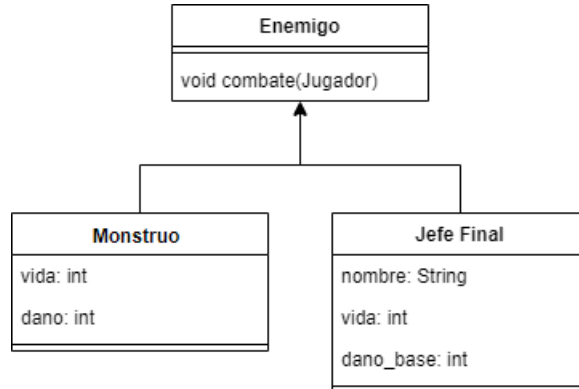 Enemigo
void combate(Jugador)
Monstruo
vida: int
dano: int
Jefe Final
nombre: String
vida: int
dano_base: int